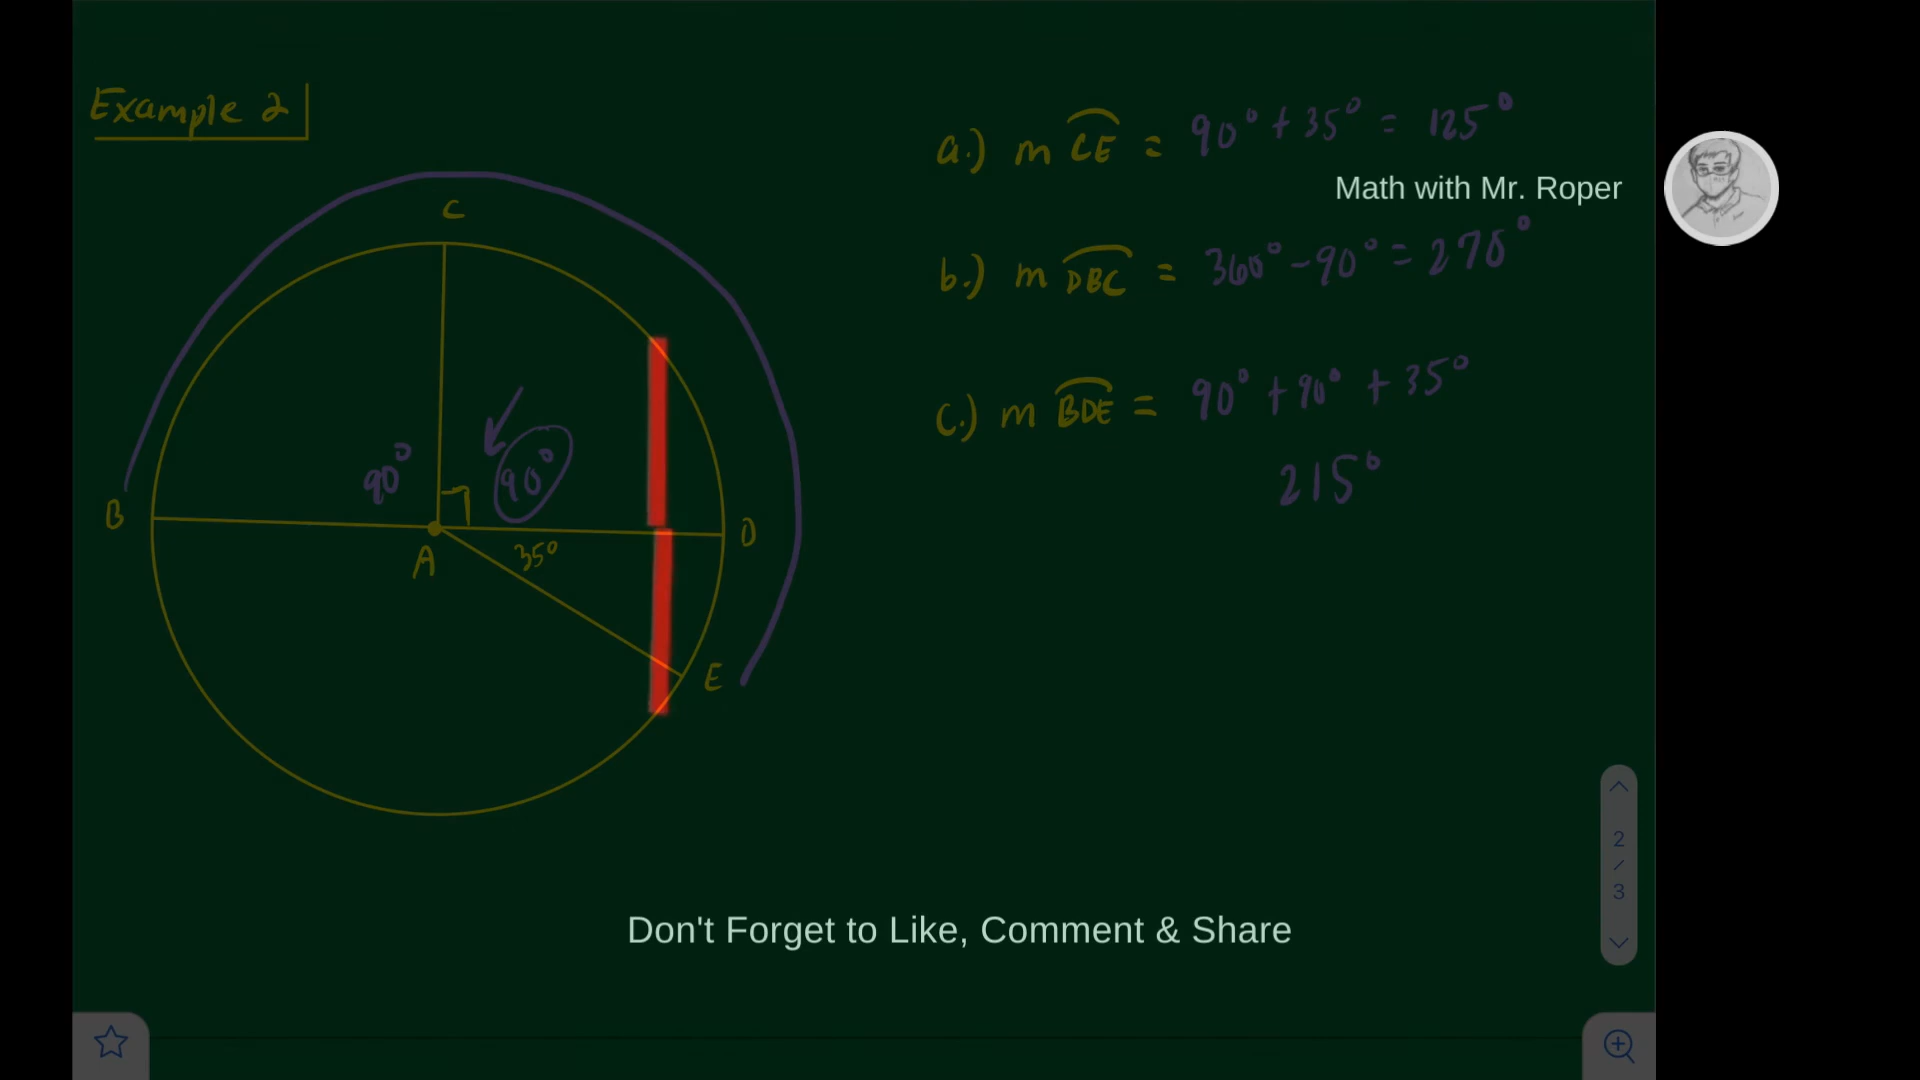 Example 2
a.) m CE = 90° + 35° = 125°
Math with Mr. Roper
b.) m DBC = 360° - 90° = 270°
c.) m BDE = 90° + 90° + 35°
215°
C
90°
90°
B
A
35°
D
E
2
/
3
Don't Forget to Like, Comment & Share